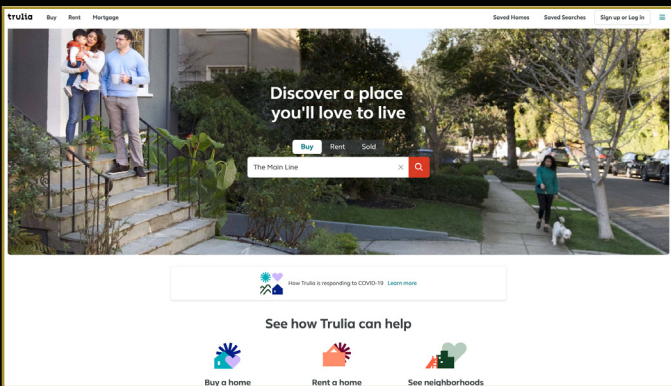 trulia Buy Rent Mortgage Saved Homes Saved Searches Sign up or Log in
Discover a place
you'll love to live
Buy Rent Sold
The Main Line
How Trulia is responding to COVID-19 Learn more
See how Trulia can help
Buy a home Rent a home See neighborhoods